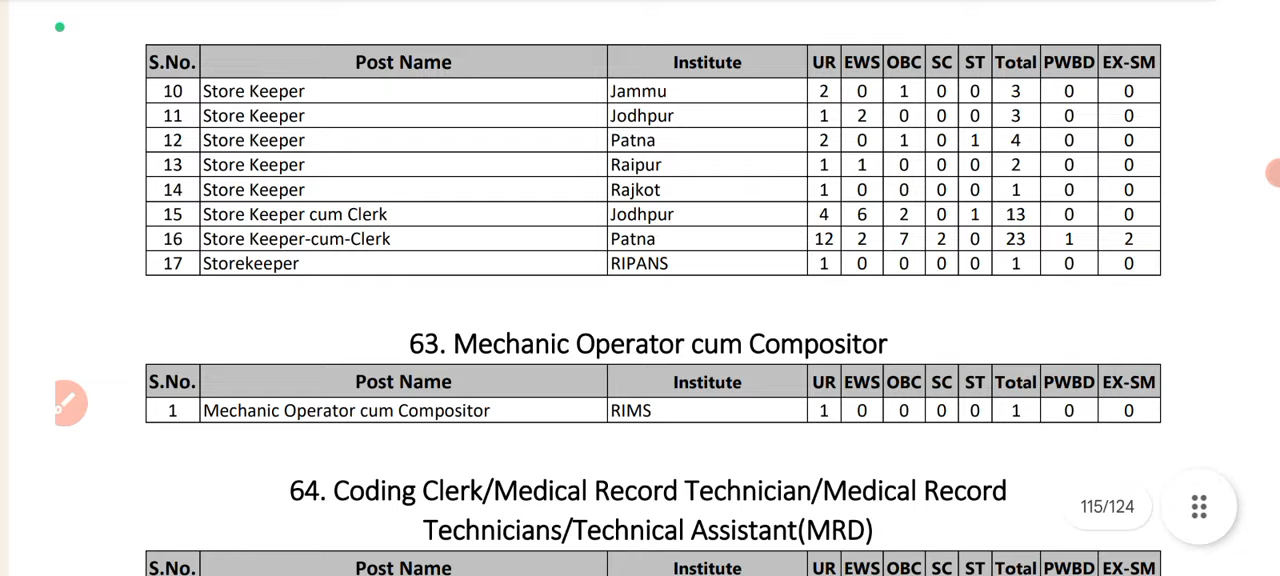 S.No. Post Name Institute UR EWS OBC SC ST Total PWBD EX-SM
10 Store Keeper Jammu 2 0 1 0 0 3 0 0
11 Store Keeper Jodhpur 1 2 0 0 0 3 0 0
12 Store Keeper Patna 2 0 1 0 1 4 0 0
13 Store Keeper Raipur 1 1 0 0 0 2 0 0
14 Store Keeper Rajkot 1 0 0 0 0 1 0 0
15 Store Keeper cum Clerk Jodhpur 4 6 2 0 1 13 0 0
16 Store Keeper-cum-Clerk Patna 12 2 7 2 0 23 1 2
17 Storekeeper RIPANS 1 0 0 0 0 1 0 0
63. Mechanic Operator cum Compositor
S.No. Post Name Institute UR EWS OBC SC ST Total PWBD EX-SM
1 Mechanic Operator cum Compositor RIMS 1 0 0 0 0 1 0 0
64. Coding Clerk/Medical Record Technician/Medical Record
Technicians/Technical Assistant(MRD)
115/124
S.No. Post Name Institute UR EWS OBC SC ST Total PWBD EX-SM